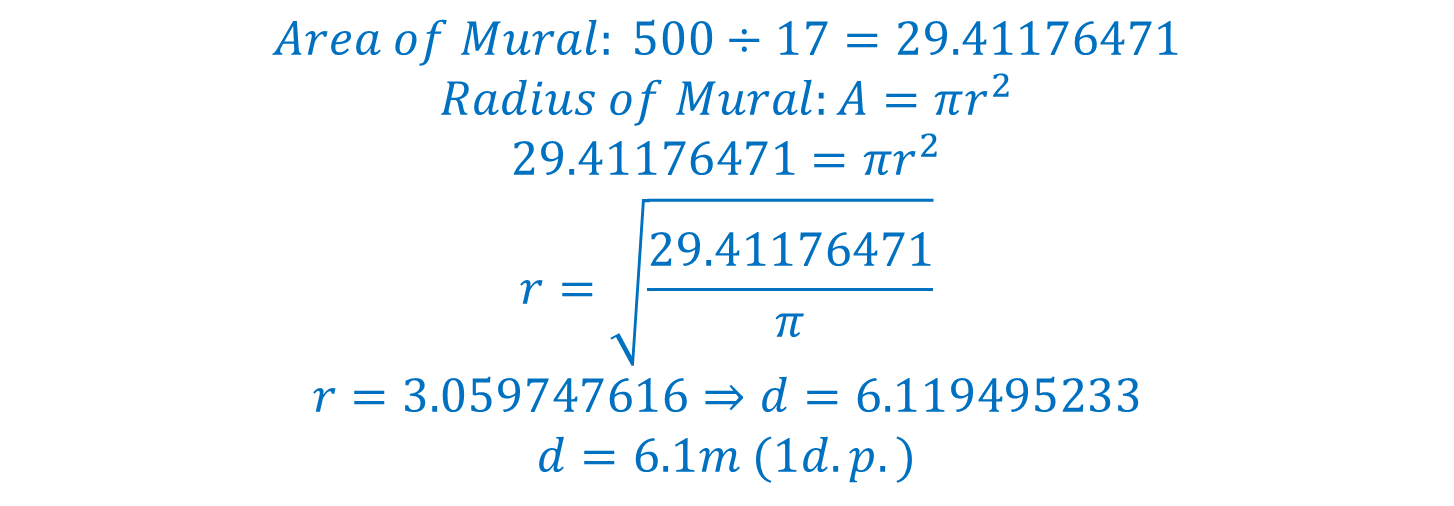 Area of Mural: 500 ÷ 17 = 29.41176471
Radius of Mural: A = πr²
29.41176471 = πr²
r = √(29.41176471 / π)
r = 3.059747616 ⇒ d = 6.119495233
d = 6.1m (1d.p.)